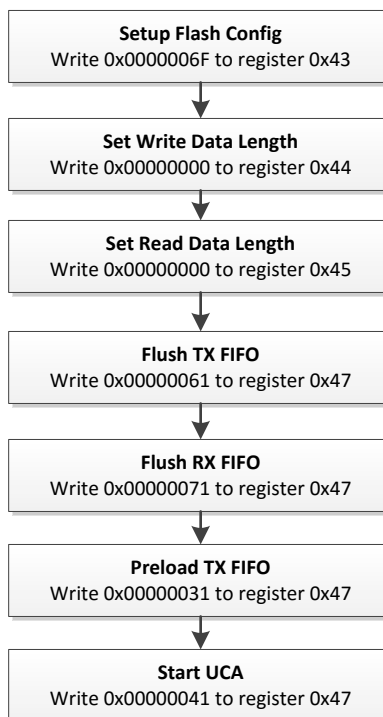 Setup Flash Config
Write 0x0000006F to register 0x43
Set Write Data Length
Write 0x00000000 to register 0x44
Set Read Data Length
Write 0x00000000 to register 0x45
Flush TX FIFO
Write 0x00000061 to register 0x47
Flush RX FIFO
Write 0x00000071 to register 0x47
Preload TX FIFO
Write 0x00000031 to register 0x47
Start UCA
Write 0x00000041 to register 0x47